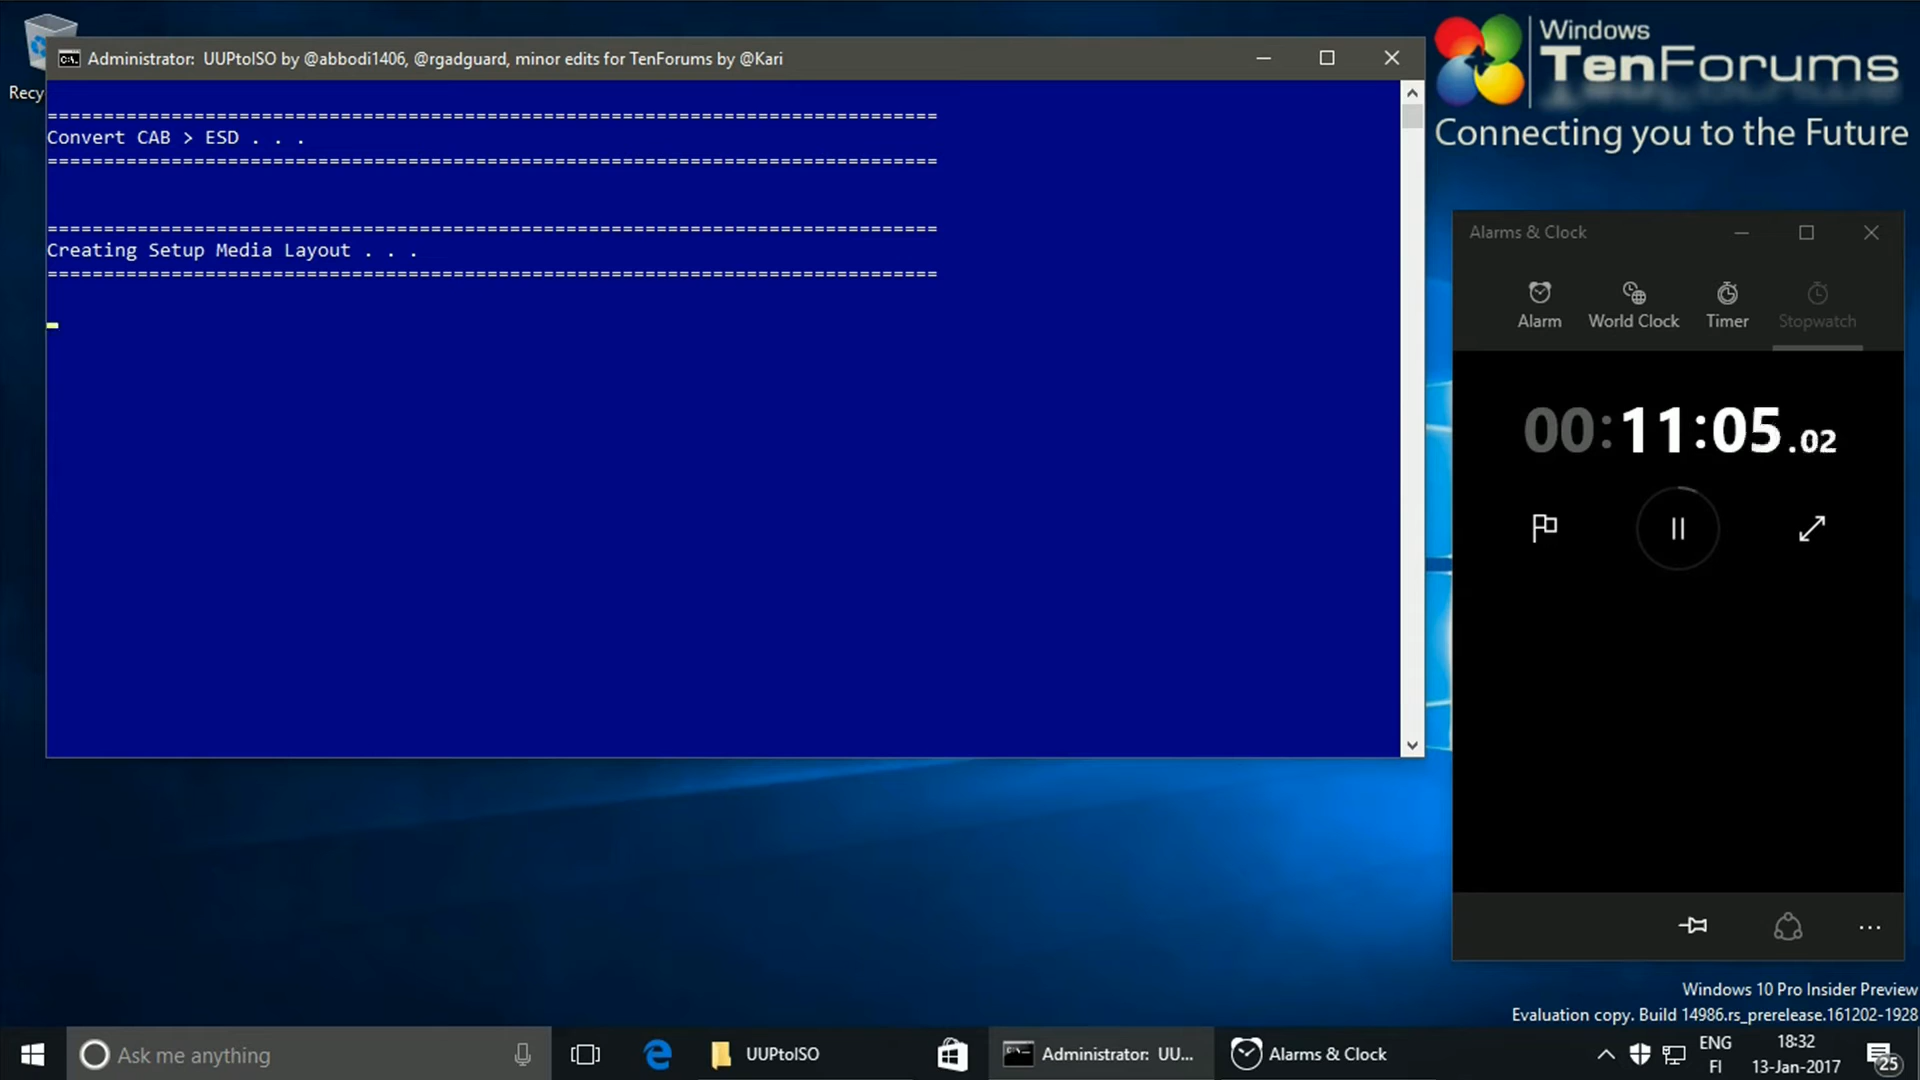 Recy
Administrator: UUPtoISO by @abbodi1406, @rgadguard, minor edits for TenForums by @Kari
===============================================================================
Convert CAB > ESD . . .
===============================================================================
===============================================================================
Creating Setup Media Layout . . .
===============================================================================
Windows
TenForums
Connecting you to the Future
Alarms & Clock
Alarm
World Clock
Timer
Stopwatch
00:11:05.02
Windows 10 Pro Insider Preview
Evaluation copy. Build 14986.rs_prerelease.161202-1928
Ask me anything
UUPtoISO
Administrator: UU...
Alarms & Clock
ENG
FI
18:32
13-Jan-2017
25